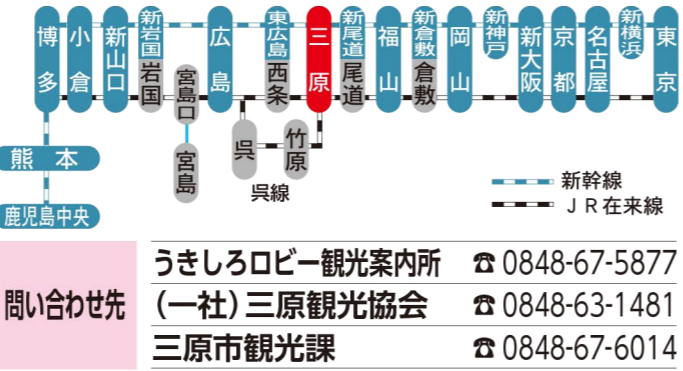 博多
小倉
新山口
新岩国
岩国
宮島口
宮島
広島
呉
東広島
西条
竹原
三原
新尾道
尾道
福山
新倉敷
倉敷
岡山
新神戸
新大阪
京都
名古屋
新横浜
東京
熊本
鹿児島中央
呉線
新幹線
JR在来線
問い合わせ先
うきしろロビー観光案内所 ☎ 0848-67-5877
(一社)三原観光協会 ☎ 0848-63-1481
三原市観光課 ☎ 0848-67-6014